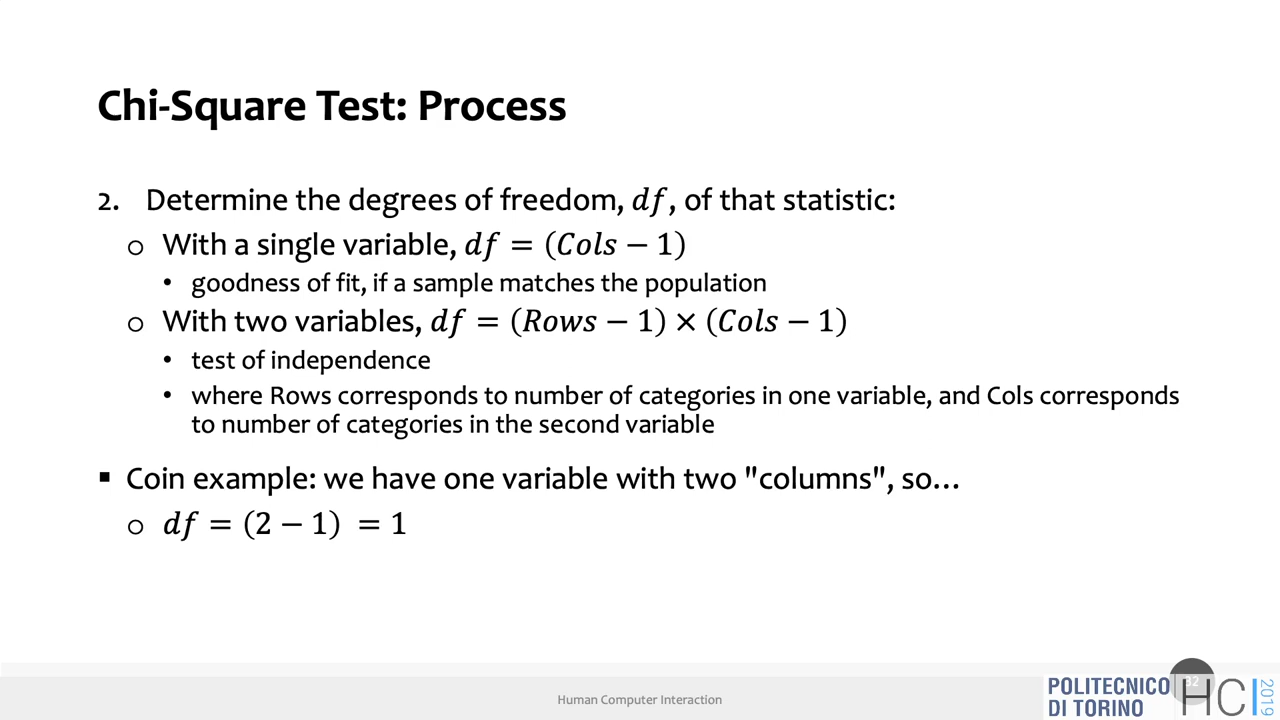 Chi-Square Test: Process
2. Determine the degrees of freedom, 𝑑𝑓, of that statistic:
o With a single variable, 𝑑𝑓 = (𝐶𝑜𝑙𝑠 − 1)
• goodness of fit, if a sample matches the population
o With two variables, 𝑑𝑓 = (𝑅𝑜𝑤𝑠 − 1) × (𝐶𝑜𝑙𝑠 − 1)
• test of independence
• where Rows corresponds to number of categories in one variable, and Cols corresponds
to number of categories in the second variable
▪ Coin example: we have one variable with two "columns", so…
o 𝑑𝑓 = (2 − 1) = 1
Human Computer Interaction
POLITECNICO
DI TORINO
HCI
2019
32